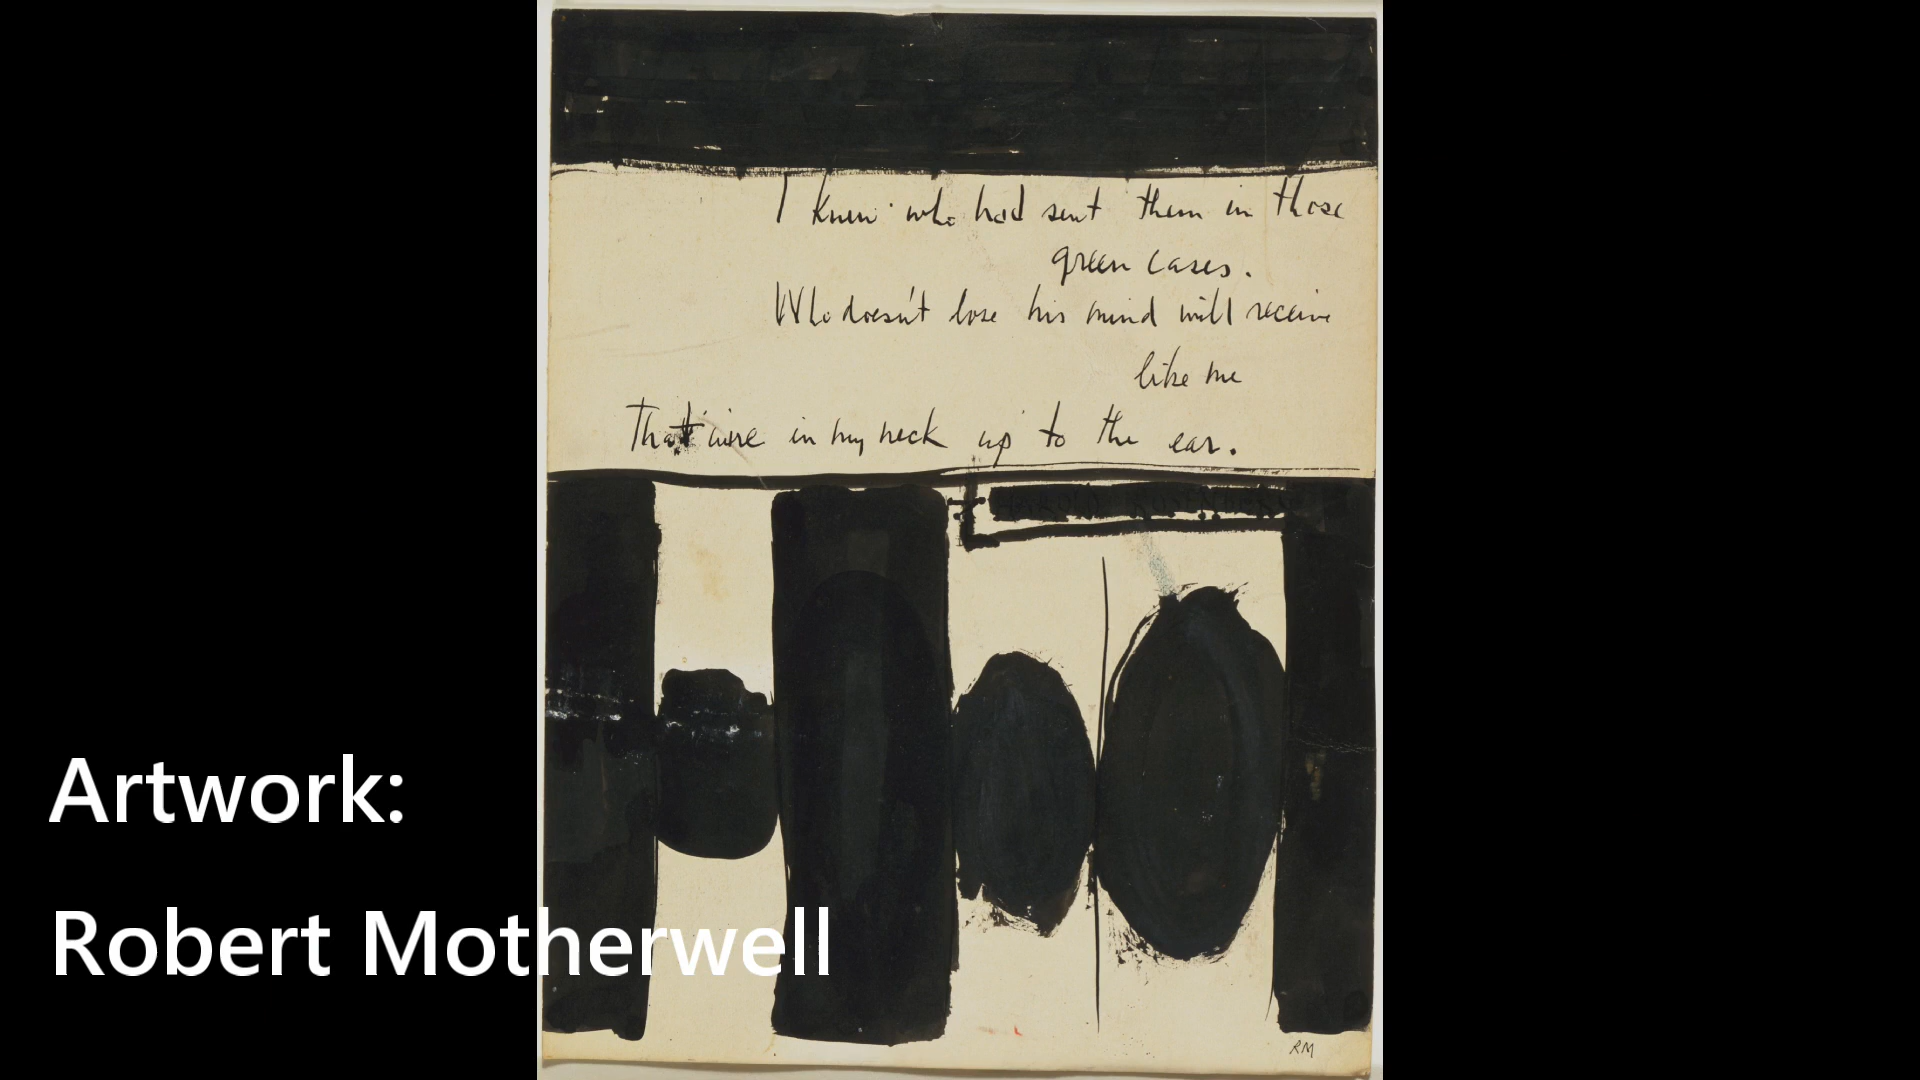 I knew who had sent them in those
green cases.
Who doesn't lose his mind will receive
like me
That wire in my neck up to the ear.
RM
Artwork:
Robert Motherwell